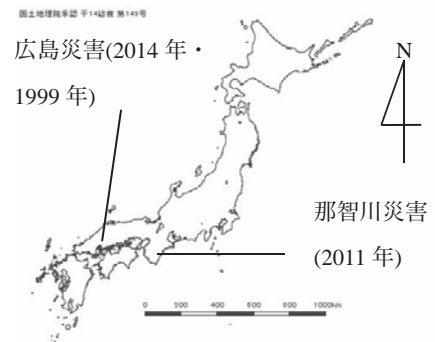 国土地理院承認 平14総複 第149号
広島災害(2014 年・
1999 年)
N
那智川災害
(2011 年)
0 200 400 600 800 1000km